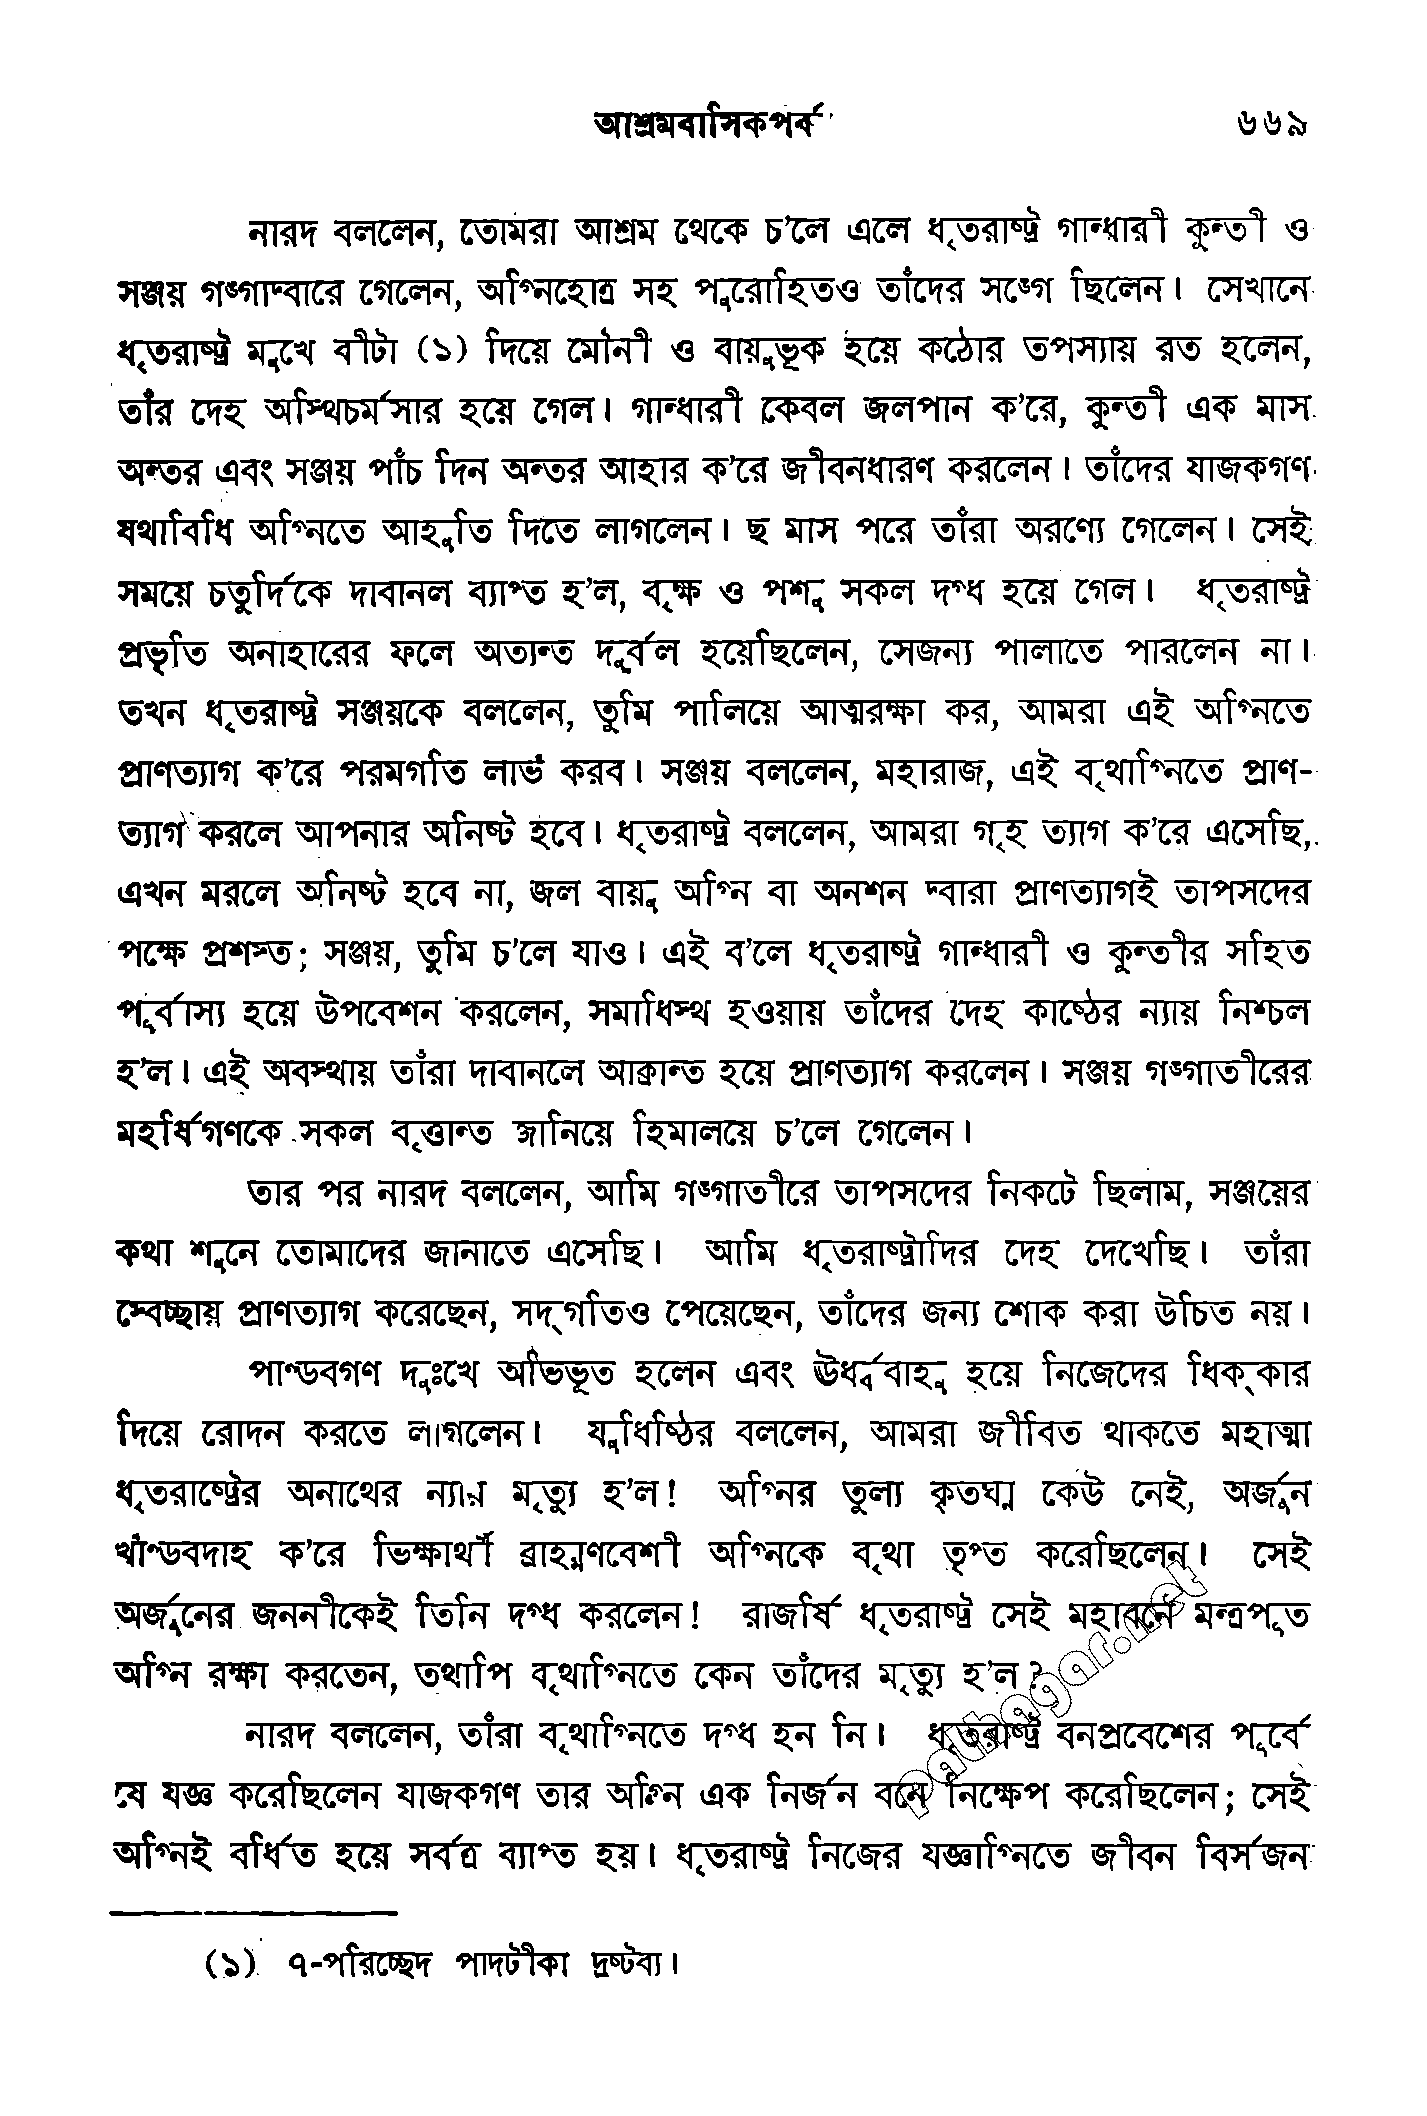 আশ্রমবাসিকপর্ব ৬৬৯
নারদ বললেন, তোমরা আশ্রম থেকে চ'লে এলে ধৃতরাষ্ট্র গান্ধারী কুন্তী ও
সঞ্জয় গঙ্গাদ্বারে গেলেন, অগ্নিহোত্র সহ পুরোহিতও তাঁদের সঙ্গে ছিলেন। সেখানে
ধৃতরাষ্ট্র মুখে বীটা (১) দিয়ে মৌনী ও বায়ুভূক হয়ে কঠোর তপস্যায় রত হলেন,
তাঁর দেহ অস্থিচর্মসার হয়ে গেল। গান্ধারী কেবল জলপান ক'রে, কুন্তী এক মাস
অন্তর এবং সঞ্জয় পাঁচ দিন অন্তর আহার ক'রে জীবনধারণ করলেন। তাঁদের যাজকগণ
যথাবিধি অগ্নিতে আহুতি দিতে লাগলেন। ছ মাস পরে তাঁরা অরণ্যে গেলেন। সেই
সময়ে চতুর্দিকে দাবানল ব্যাপ্ত হ'ল, বৃক্ষ ও পশু সকল দগ্ধ হয়ে গেল। ধৃতরাষ্ট্র
প্রভৃতি অনাহারের ফলে অত্যন্ত দুর্বল হয়েছিলেন, সেজন্য পালাতে পারলেন না।
তখন ধৃতরাষ্ট্র সঞ্জয়কে বললেন, তুমি পালিয়ে আত্মরক্ষা কর, আমরা এই অগ্নিতে
প্রাণত্যাগ ক'রে পরমগতি লাভ করব। সঞ্জয় বললেন, মহারাজ, এই বৃথাগ্নিতে প্রাণ-
ত্যাগ করলে আপনার অনিষ্ট হবে। ধৃতরাষ্ট্র বললেন, আমরা গৃহ ত্যাগ ক'রে এসেছি,
এখন মরলে অনিষ্ট হবে না, জল বায়ু অগ্নি বা অনশন দ্বারা প্রাণত্যাগই তাপসদের
পক্ষে প্রশস্ত; সঞ্জয়, তুমি চ'লে যাও। এই ব'লে ধৃতরাষ্ট্র গান্ধারী ও কুন্তীর সহিত
পূর্বাস্য হয়ে উপবেশন করলেন, সমাধিস্থ হওয়ায় তাঁদের দেহ কাষ্ঠের ন্যায় নিশ্চল
হ'ল। এই অবস্থায় তাঁরা দাবানলে আক্রান্ত হয়ে প্রাণত্যাগ করলেন। সঞ্জয় গঙ্গাতীরের
মহর্ষিগণকে সকল বৃত্তান্ত জানিয়ে হিমালয়ে চ'লে গেলেন।
তার পর নারদ বললেন, আমি গঙ্গাতীরে তাপসদের নিকটে ছিলাম, সঞ্জয়ের
কথা শুনে তোমাদের জানাতে এসেছি। আমি ধৃতরাষ্ট্রাদির দেহ দেখেছি। তাঁরা
স্বেচ্ছায় প্রাণত্যাগ করেছেন, সদ্‌গতিও পেয়েছেন, তাঁদের জন্য শোক করা উচিত নয়।
পাণ্ডবগণ দুঃখে অভিভূত হলেন এবং ঊর্ধ্ববাহু হয়ে নিজেদের ধিক্‌কার
দিয়ে রোদন করতে লাগলেন। যুধিষ্ঠির বললেন, আমরা জীবিত থাকতে মহাত্মা
ধৃতরাষ্ট্রের অনাথের ন্যায় মৃত্যু হ'ল! অগ্নির তুল্য কৃতঘ্ন কেউ নেই, অর্জুন
খাণ্ডবদাহ ক'রে ভিক্ষার্থী ব্রাহ্মণবেশী অগ্নিকে বৃথা তৃপ্ত করেছিলেন। সেই
অর্জুনের জননীকেই তিনি দগ্ধ করলেন! রাজর্ষি ধৃতরাষ্ট্র সেই মহাবনে মন্ত্রপূত
অগ্নি রক্ষা করতেন, তথাপি বৃথাগ্নিতে কেন তাঁদের মৃত্যু হ'ল?
নারদ বললেন, তাঁরা বৃথাগ্নিতে দগ্ধ হন নি। ধৃতরাষ্ট্র বনপ্রবেশের পূর্বে
যে যজ্ঞ করেছিলেন যাজকগণ তার অগ্নি এক নির্জন বনে নিক্ষেপ করেছিলেন; সেই
অগ্নিই বর্ধিত হয়ে সর্বত্র ব্যাপ্ত হয়। ধৃতরাষ্ট্র নিজের যজ্ঞাগ্নিতে জীবন বিসর্জন
(১) ৭-পরিচ্ছেদ পাদটীকা দ্রষ্টব্য।
pathagar.net